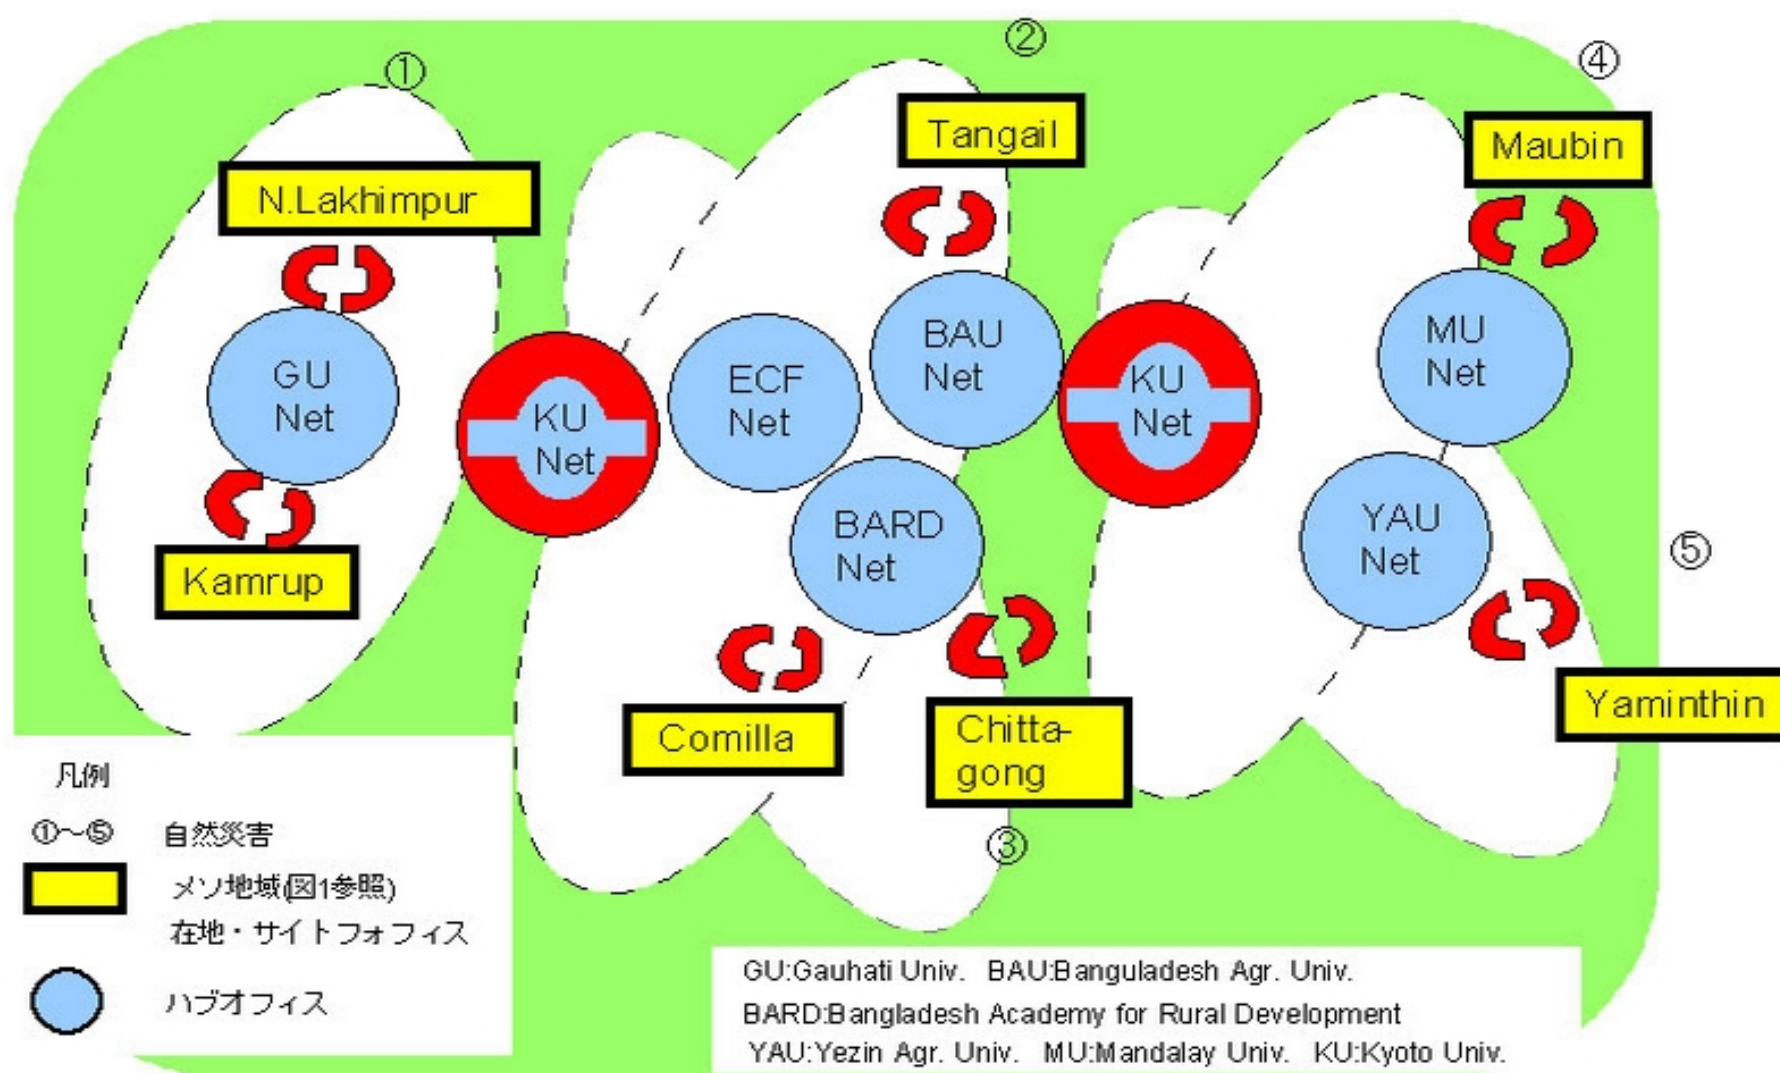 ①
②
④
Tangail
Maubin
N.Lakhimpur
GU
Net
KU
Net
ECF
Net
BAU
Net
KU
Net
MU
Net
BARD
Net
YAU
Net
⑤
Kamrup
Comilla
Chitta-
gong
Yaminthin
③
凡例
①～⑤ 自然災害
メソ地域(図1参照)
在地・サイトフォフィス
ハブオフィス
GU:Gauhati Univ. BAU:Banguladesh Agr. Univ.
BARD:Bangladesh Academy for Rural Development
YAU:Yezin Agr. Univ. MU:Mandalay Univ. KU:Kyoto Univ.